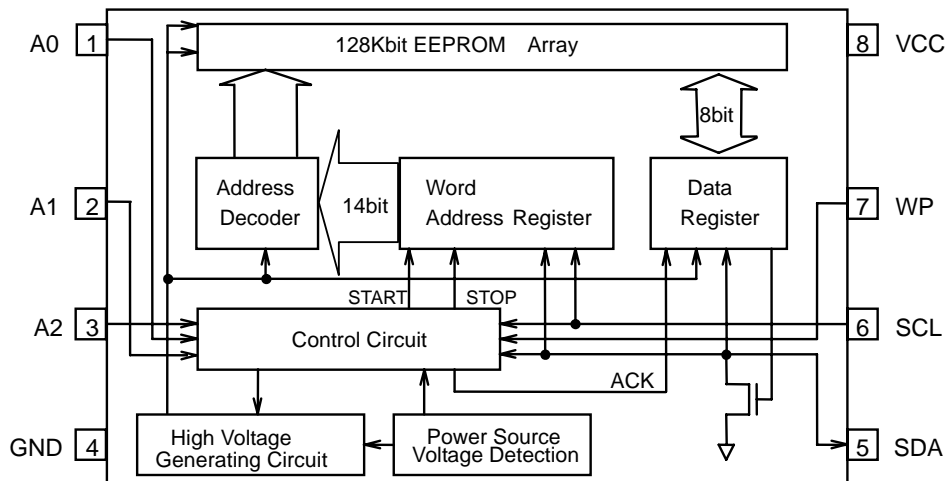 128Kbit EEPROM Array
A0 1
8 VCC
8bit
Address
Decoder
14bit
Word
Address Register
Data
Register
A1 2
7 WP
START
STOP
A2 3
Control Circuit
6 SCL
ACK
GND 4
High Voltage
Generating Circuit
Power Source
Voltage Detection
5 SDA